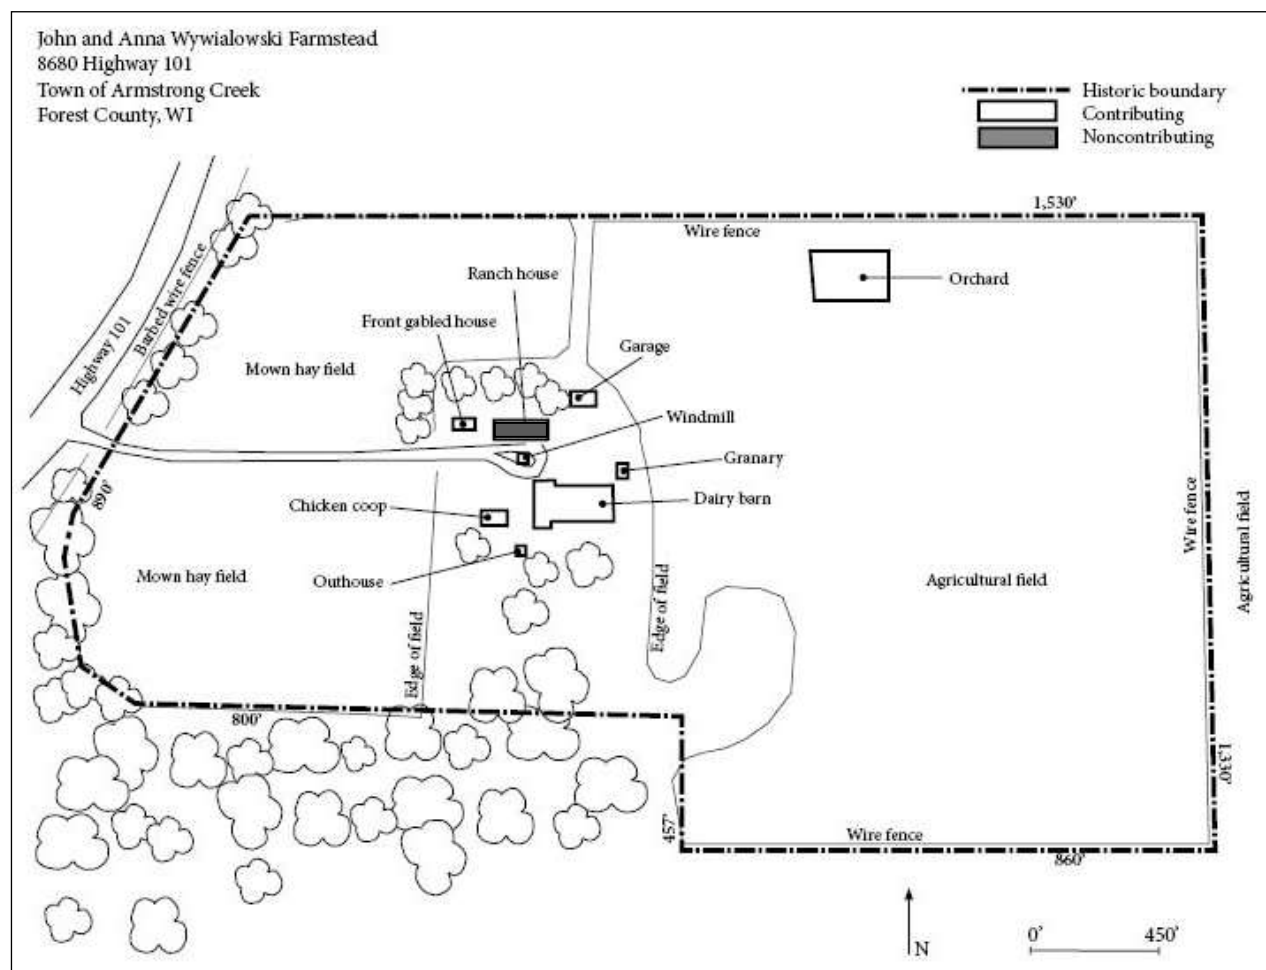 John and Anna Wywialowski Farmstead
8680 Highway 101
Town of Armstrong Creek
Forest County, WI
Historic boundary
Contributing
Noncontributing
1,530'
Wire fence
Ranch house
Orchard
Barbed wire fence
Highway 101
Front gabled house
Garage
Mown hay field
Windmill
Granary
Dairy barn
890'
Chicken coop
Wire fence
Agricultural field
Mown hay field
Outhouse
Agricultural field
Edge of field
Edge of field
800'
1,330'
457'
Wire fence
860'
N
0'
450'